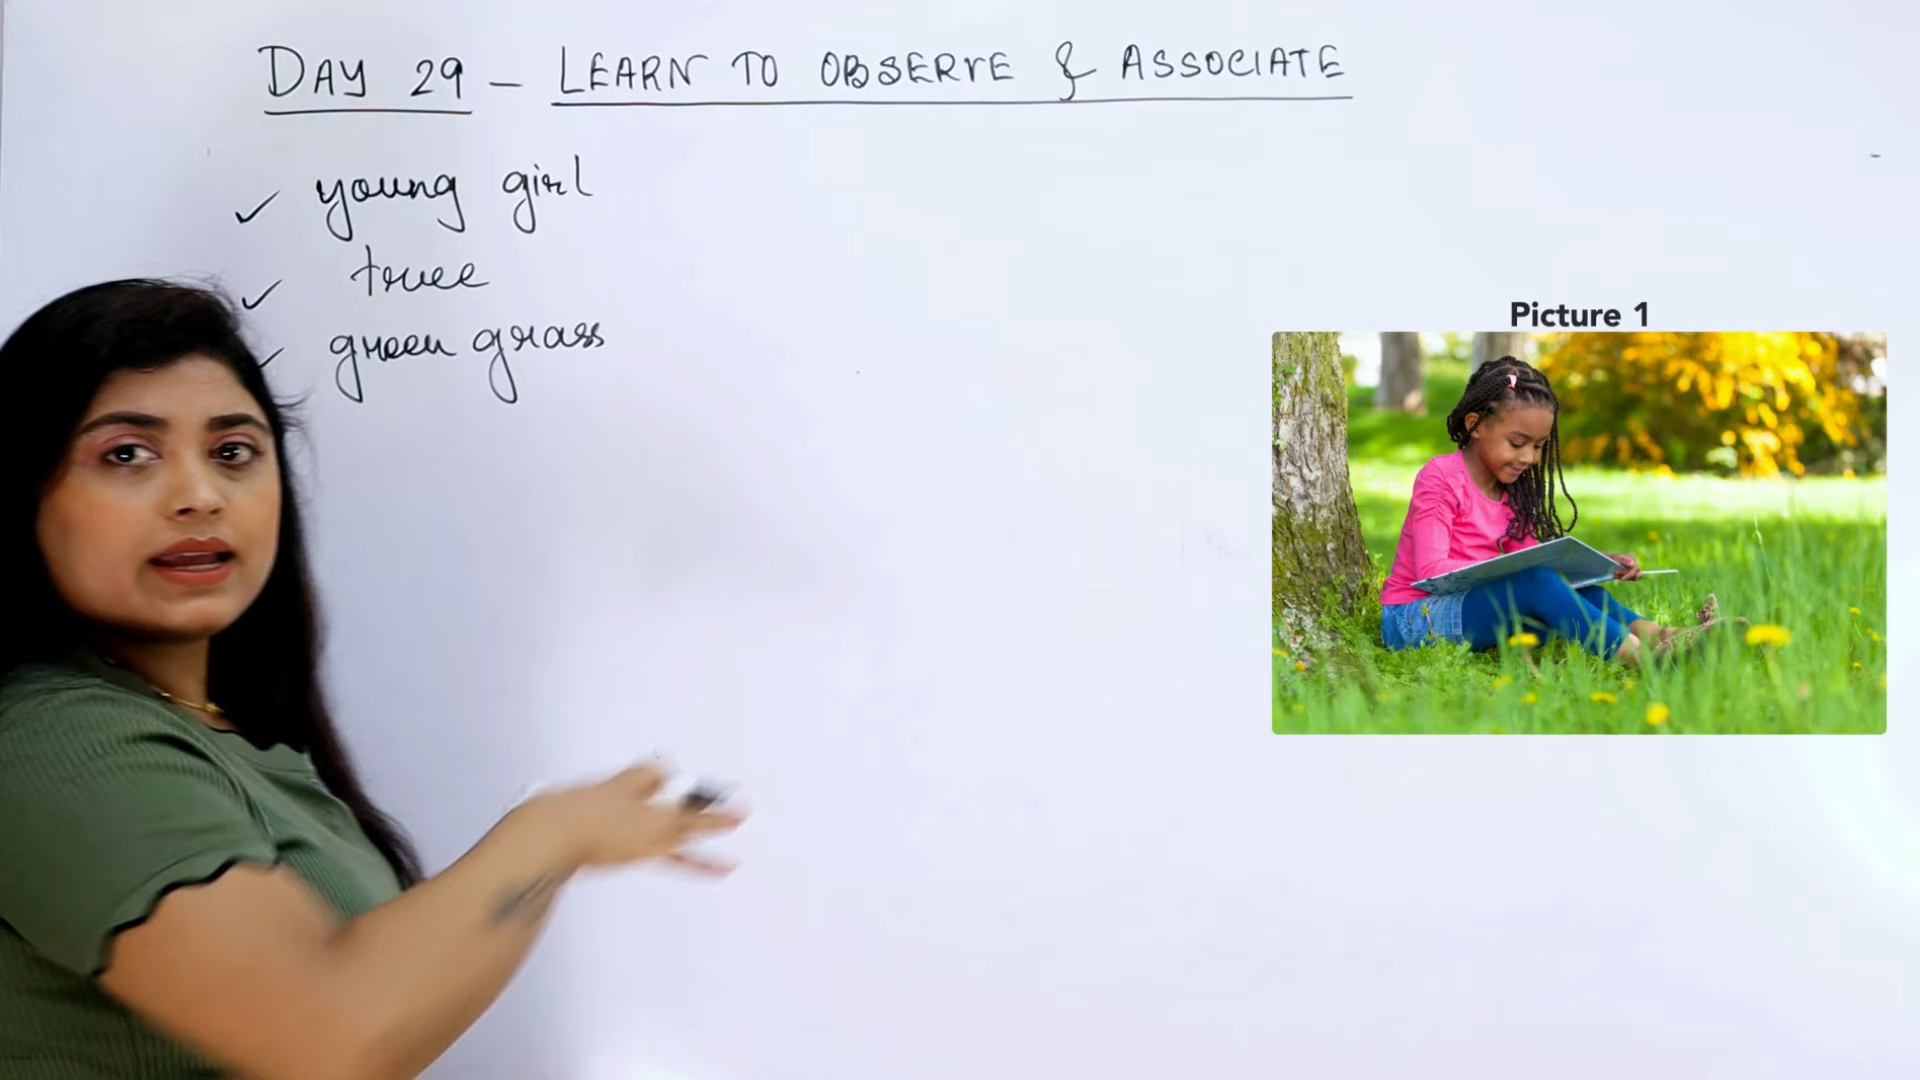 DAY 29 – LEARN TO OBSERVE & ASSOCIATE
✓ young girl
✓ tree
✓ green grass
Picture 1